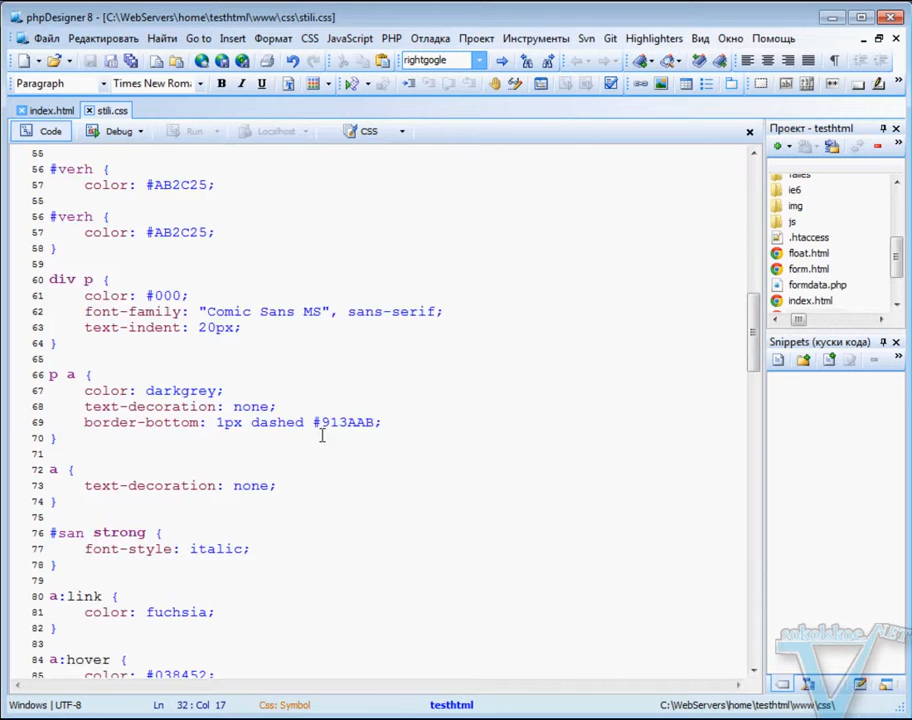 phpDesigner 8 - [C:\WebServers\home\testhtml\www\css\stili.css]
Файл Редактировать Найти Go to Insert Формат CSS JavaScript PHP Отладка Проект Инструменты Svn Git Highlighters Вид Окно Помощь
rightgogle
Paragraph Times New Roma B I U
index.html stili.css
Code Debug Run Localhost CSS
Проект - testhtml
55
56 #verh {
57 color: #AB2C25;
55
56 #verh {
57 color: #AB2C25;
58 }
59
60 div p {
61 color: #000;
62 font-family: "Comic Sans MS", sans-serif;
63 text-indent: 20px;
64 }
65
66 p a {
67 color: darkgrey;
68 text-decoration: none;
69 border-bottom: 1px dashed #913AAB;
70 }
71
72 a {
73 text-decoration: none;
74 }
75
76 #san strong {
77 font-style: italic;
78 }
79
80 a:link {
81 color: fuchsia;
82 }
83
84 a:hover {
85 color: #038452;
ie6
img
js
.htaccess
float.html
form.html
formdata.php
index.html
Snippets (куски кода)
Windows | UTF-8 Ln 32 : Col 17 Css: Symbol testhtml C:\WebServers\home\testhtml\www\css\